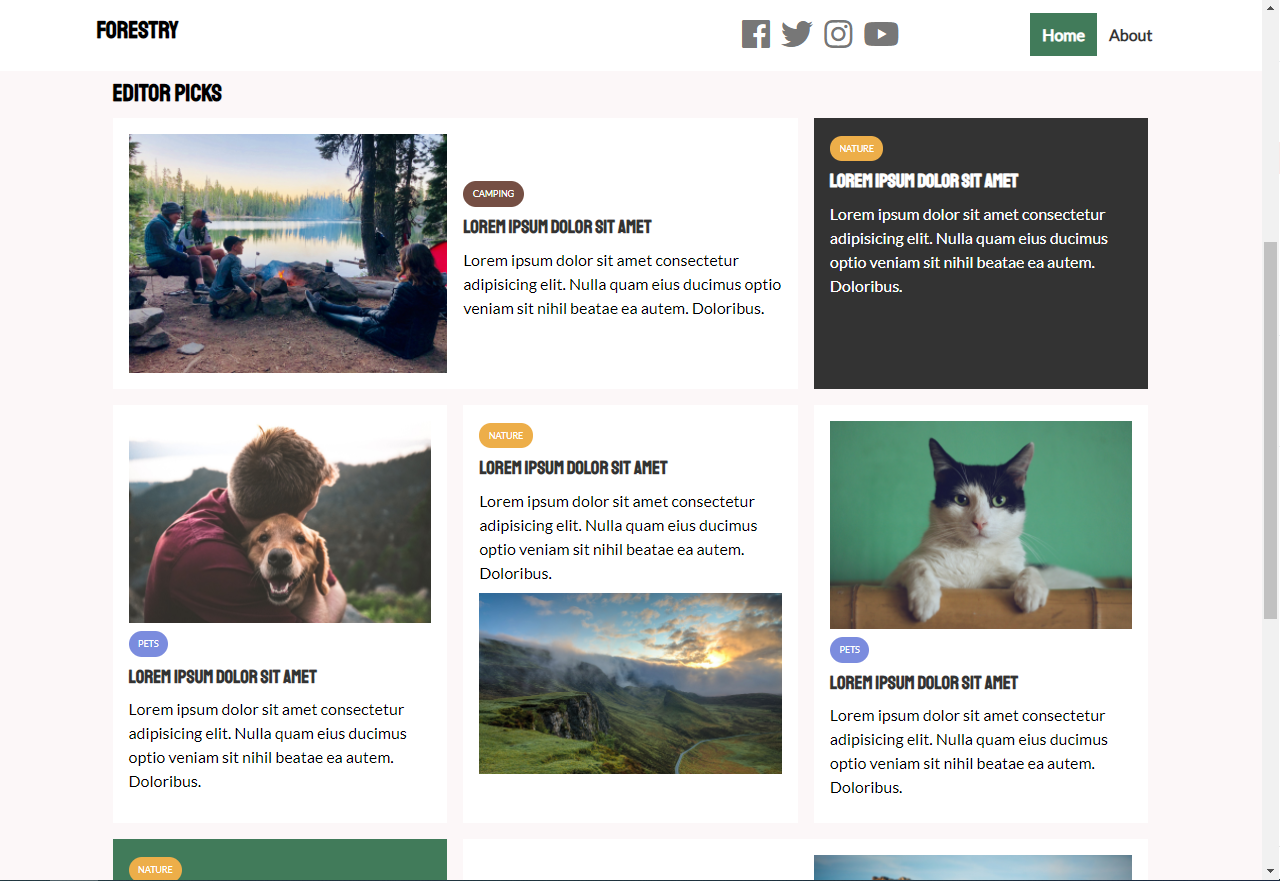 FORESTRY
Home
About
EDITOR PICKS
CAMPING
LOREM IPSUM DOLOR SIT AMET
Lorem ipsum dolor sit amet consectetur
adipisicing elit. Nulla quam eius ducimus optio
veniam sit nihil beatae ea autem. Doloribus.
NATURE
LOREM IPSUM DOLOR SIT AMET
Lorem ipsum dolor sit amet consectetur
adipisicing elit. Nulla quam eius ducimus
optio veniam sit nihil beatae ea autem.
Doloribus.
PETS
LOREM IPSUM DOLOR SIT AMET
Lorem ipsum dolor sit amet consectetur
adipisicing elit. Nulla quam eius ducimus
optio veniam sit nihil beatae ea autem.
Doloribus.
NATURE
LOREM IPSUM DOLOR SIT AMET
Lorem ipsum dolor sit amet consectetur
adipisicing elit. Nulla quam eius ducimus
optio veniam sit nihil beatae ea autem.
Doloribus.
PETS
LOREM IPSUM DOLOR SIT AMET
Lorem ipsum dolor sit amet consectetur
adipisicing elit. Nulla quam eius ducimus
optio veniam sit nihil beatae ea autem.
Doloribus.
NATURE